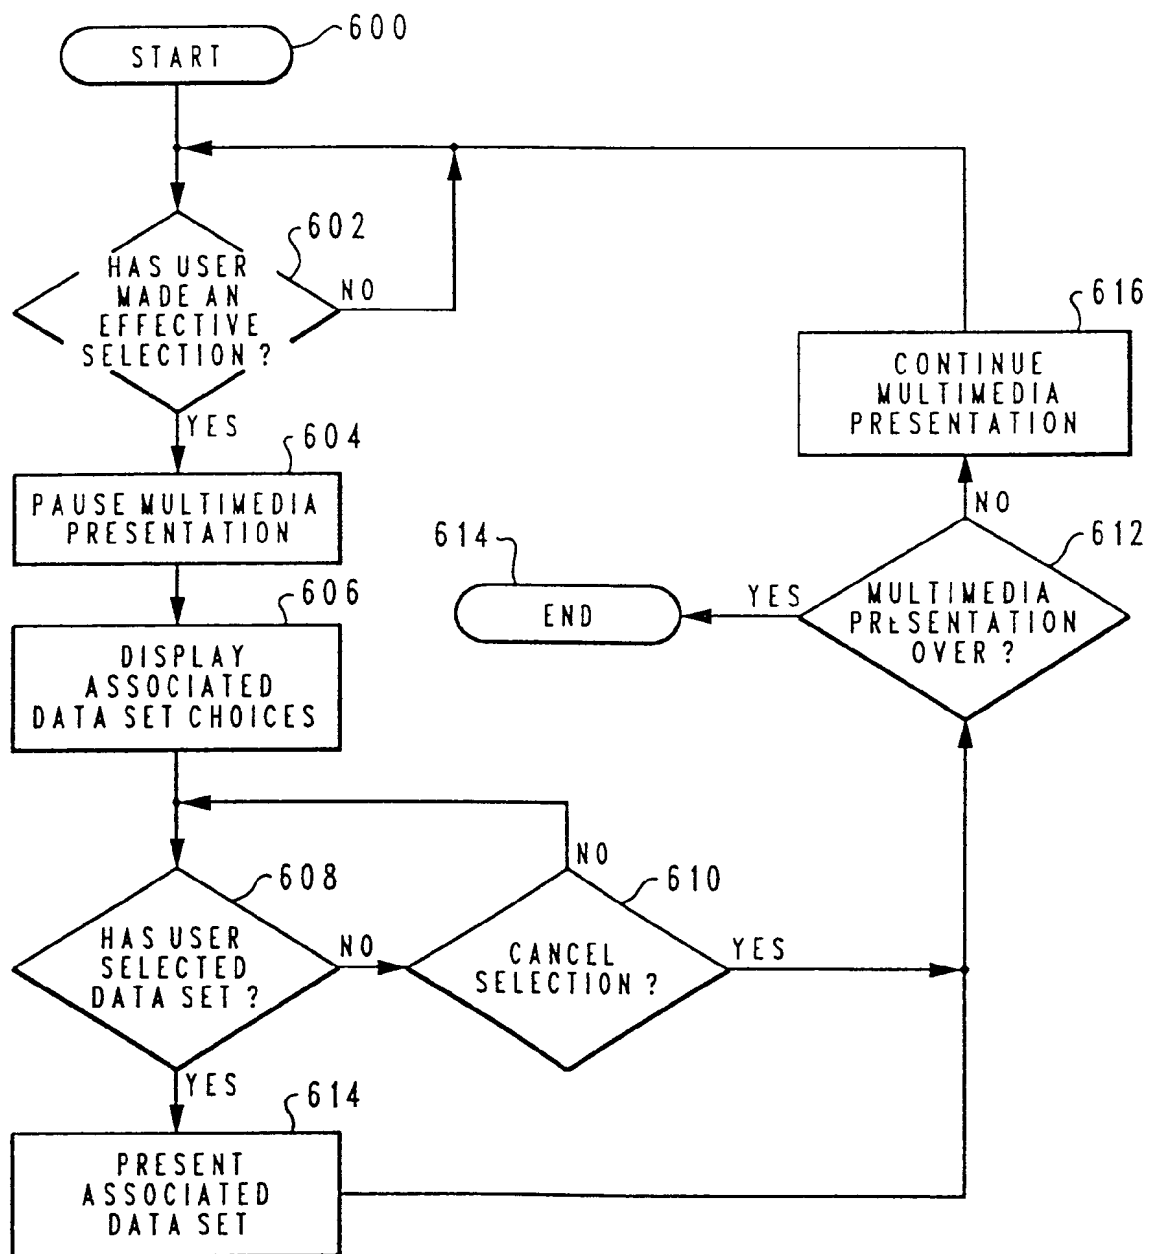 600
START
602
HAS USER
MADE AN
EFFECTIVE
SELECTION ?
NO
YES
604
PAUSE MULTIMEDIA
PRESENTATION
606
DISPLAY
ASSOCIATED
DATA SET CHOICES
608
HAS USER
SELECTED
DATA SET ?
NO
YES
610
CANCEL
SELECTION ?
NO
YES
614
PRESENT
ASSOCIATED
DATA SET
616
CONTINUE
MULTIMEDIA
PRESENTATION
NO
612
MULTIMEDIA
PRESENTATION
OVER ?
YES
614
END